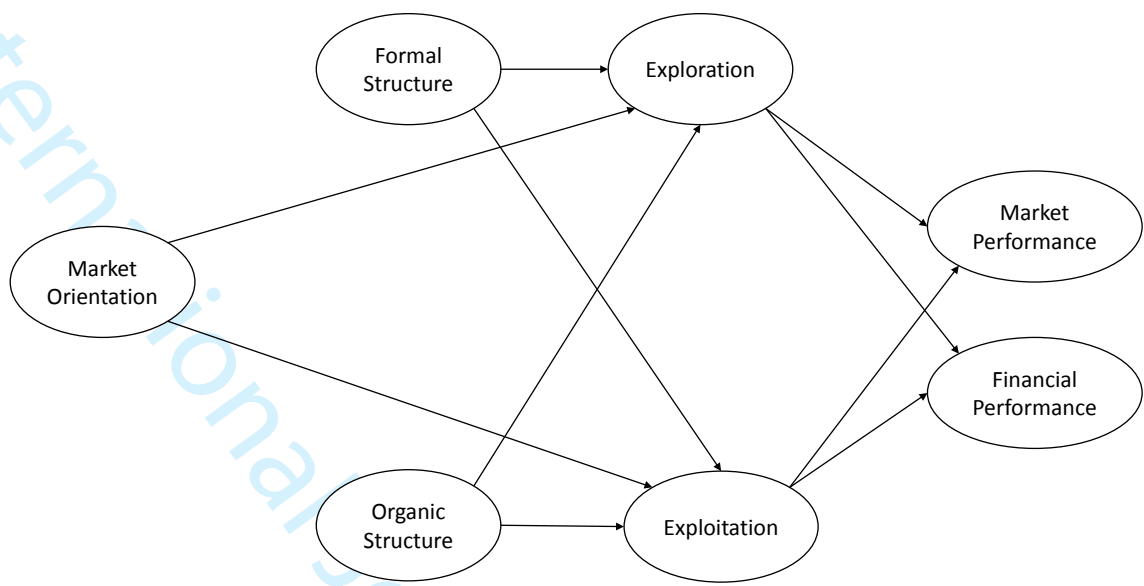 Formal
Structure
Exploration
Market
Performance
Market
Orientation
Financial
Performance
Organic
Structure
Exploitation